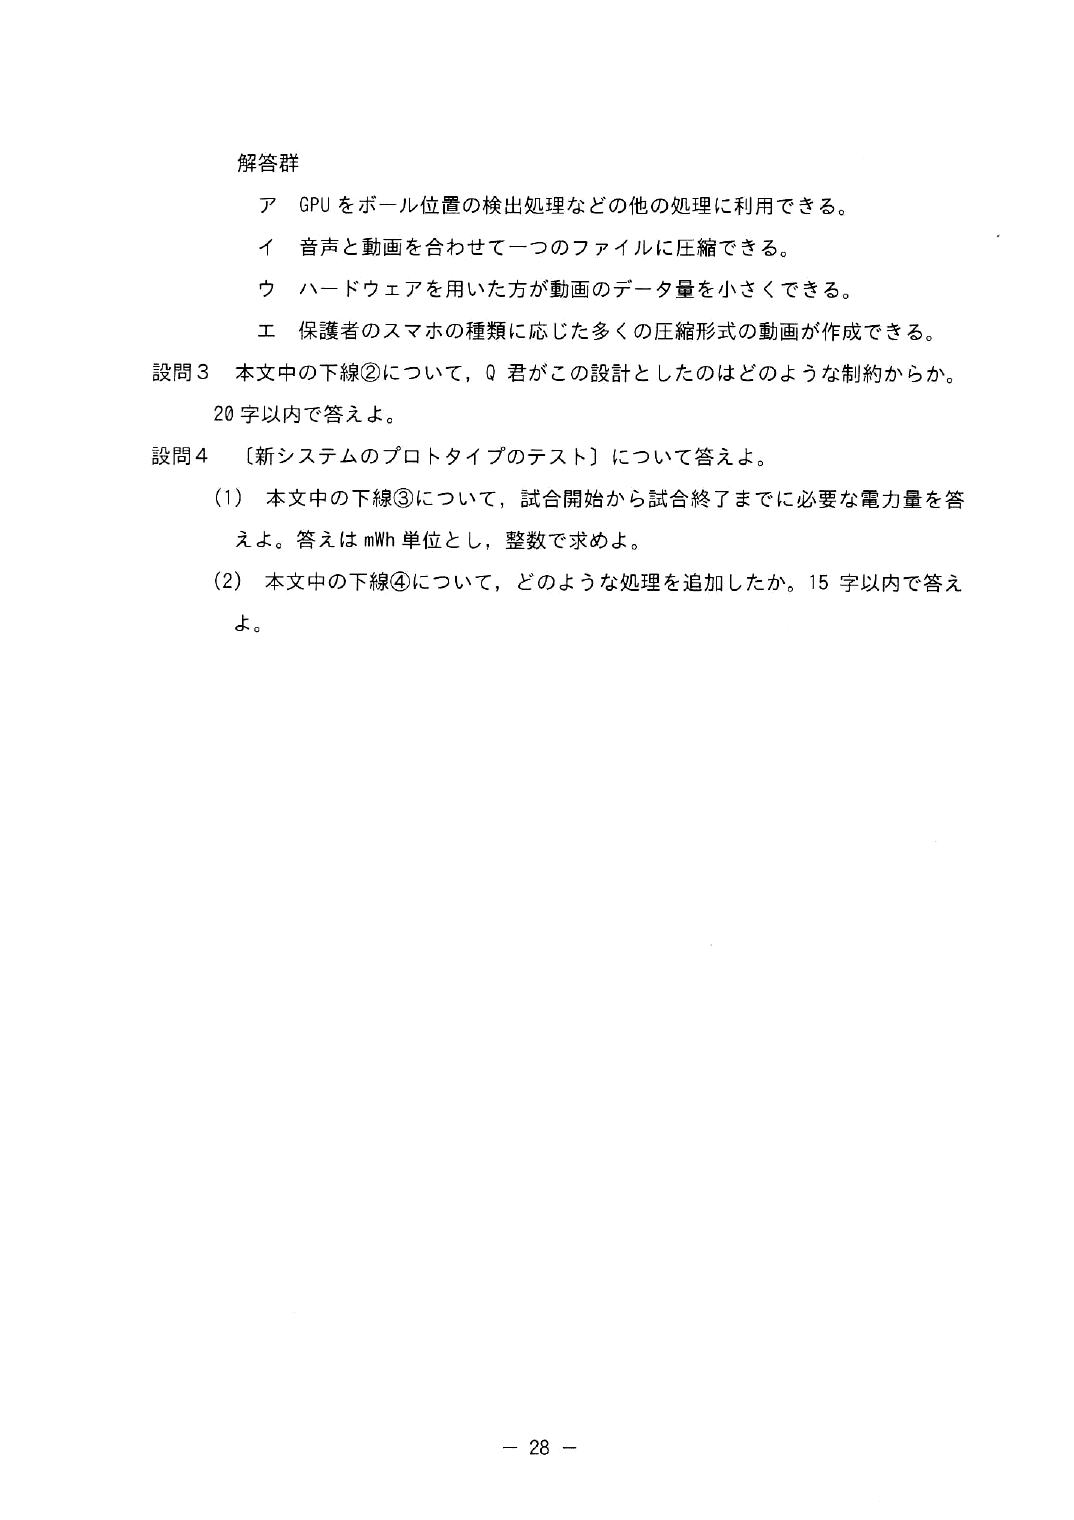 解答群
ア GPU をボール位置の検出処理などの他の処理に利用できる。
イ 音声と動画を合わせて一つのファイルに圧縮できる。
ウ ハードウェアを用いた方が動画のデータ量を小さくできる。
エ 保護者のスマホの種類に応じた多くの圧縮形式の動画が作成できる。
設問３ 本文中の下線②について，Q 君がこの設計としたのはどのような制約からか。
20 字以内で答えよ。
設問４ 〔新システムのプロトタイプのテスト〕について答えよ。
(1) 本文中の下線③について，試合開始から試合終了までに必要な電力量を答
えよ。答えは mWh 単位とし，整数で求めよ。
(2) 本文中の下線④について，どのような処理を追加したか。15 字以内で答え
よ。
－ 28 －